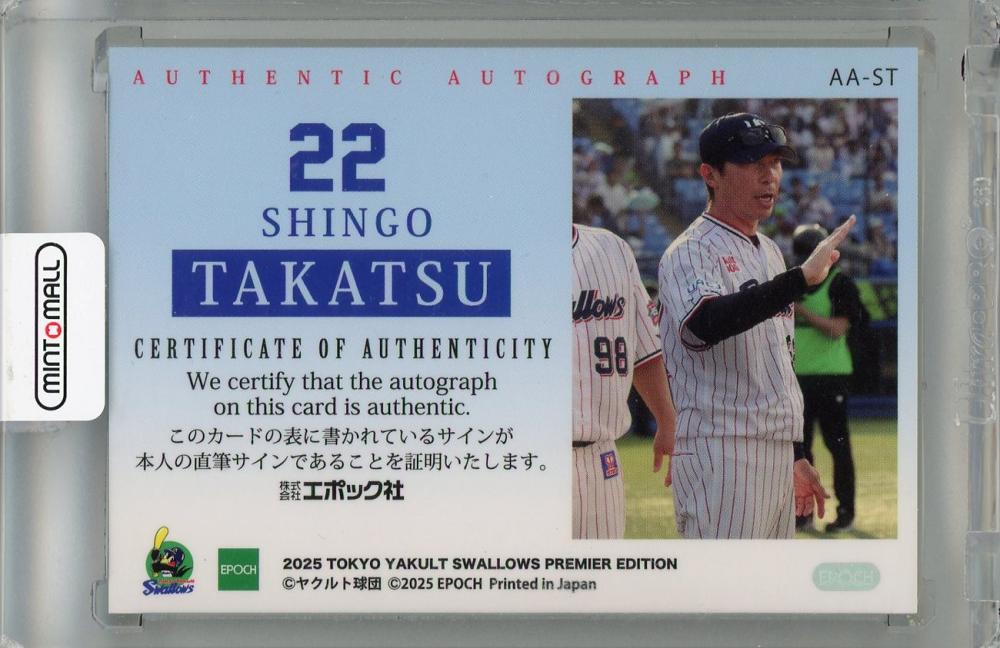 AUTHENTIC AUTOGRAPH
AA-ST
22
SHINGO
TAKATSU
CERTIFICATE OF AUTHENTICITY
We certify that the autograph
on this card is authentic.
このカードの表に書かれているサインが
本人の直筆サインであることを証明いたします。
株式会社エポック社
98
MINT MALL
Swallows
EPOCH
2025 TOKYO YAKULT SWALLOWS PREMIER EDITION
©ヤクルト球団 ©2025 EPOCH Printed in Japan
EPOCH